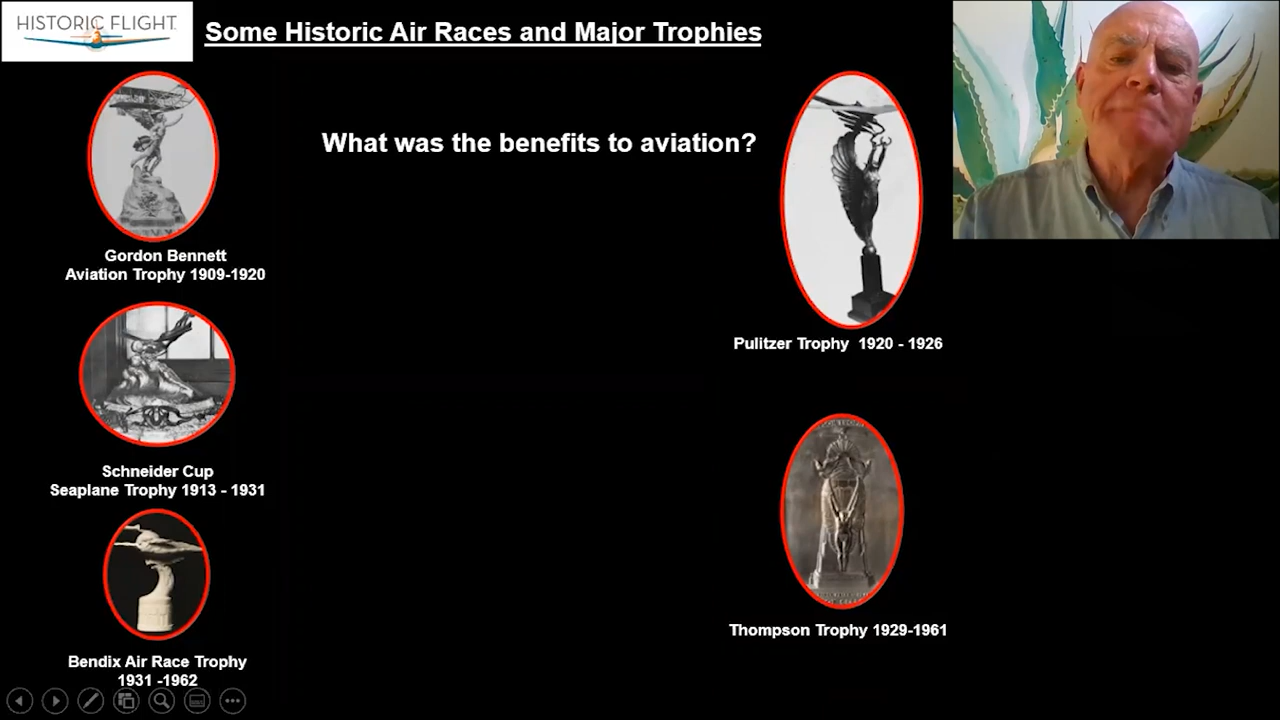 HISTORIC FLIGHT
Some Historic Air Races and Major Trophies
What was the benefits to aviation?
Gordon Bennett
Aviation Trophy 1909-1920
Pulitzer Trophy 1920 - 1926
Schneider Cup
Seaplane Trophy 1913 - 1931
Thompson Trophy 1929-1961
Bendix Air Race Trophy
1931 -1962